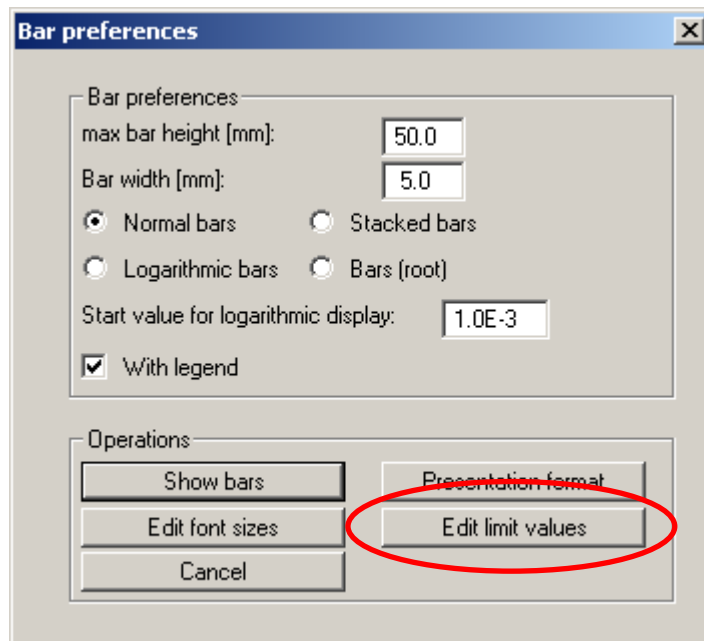 Bar preferences
Bar preferences
max bar height [mm]: 50.0
Bar width [mm]: 5.0
Normal bars Stacked bars
Logarithmic bars Bars (root)
Start value for logarithmic display: 1.0E-3
With legend
Operations
Show bars Presentation format
Edit font sizes Edit limit values
Cancel